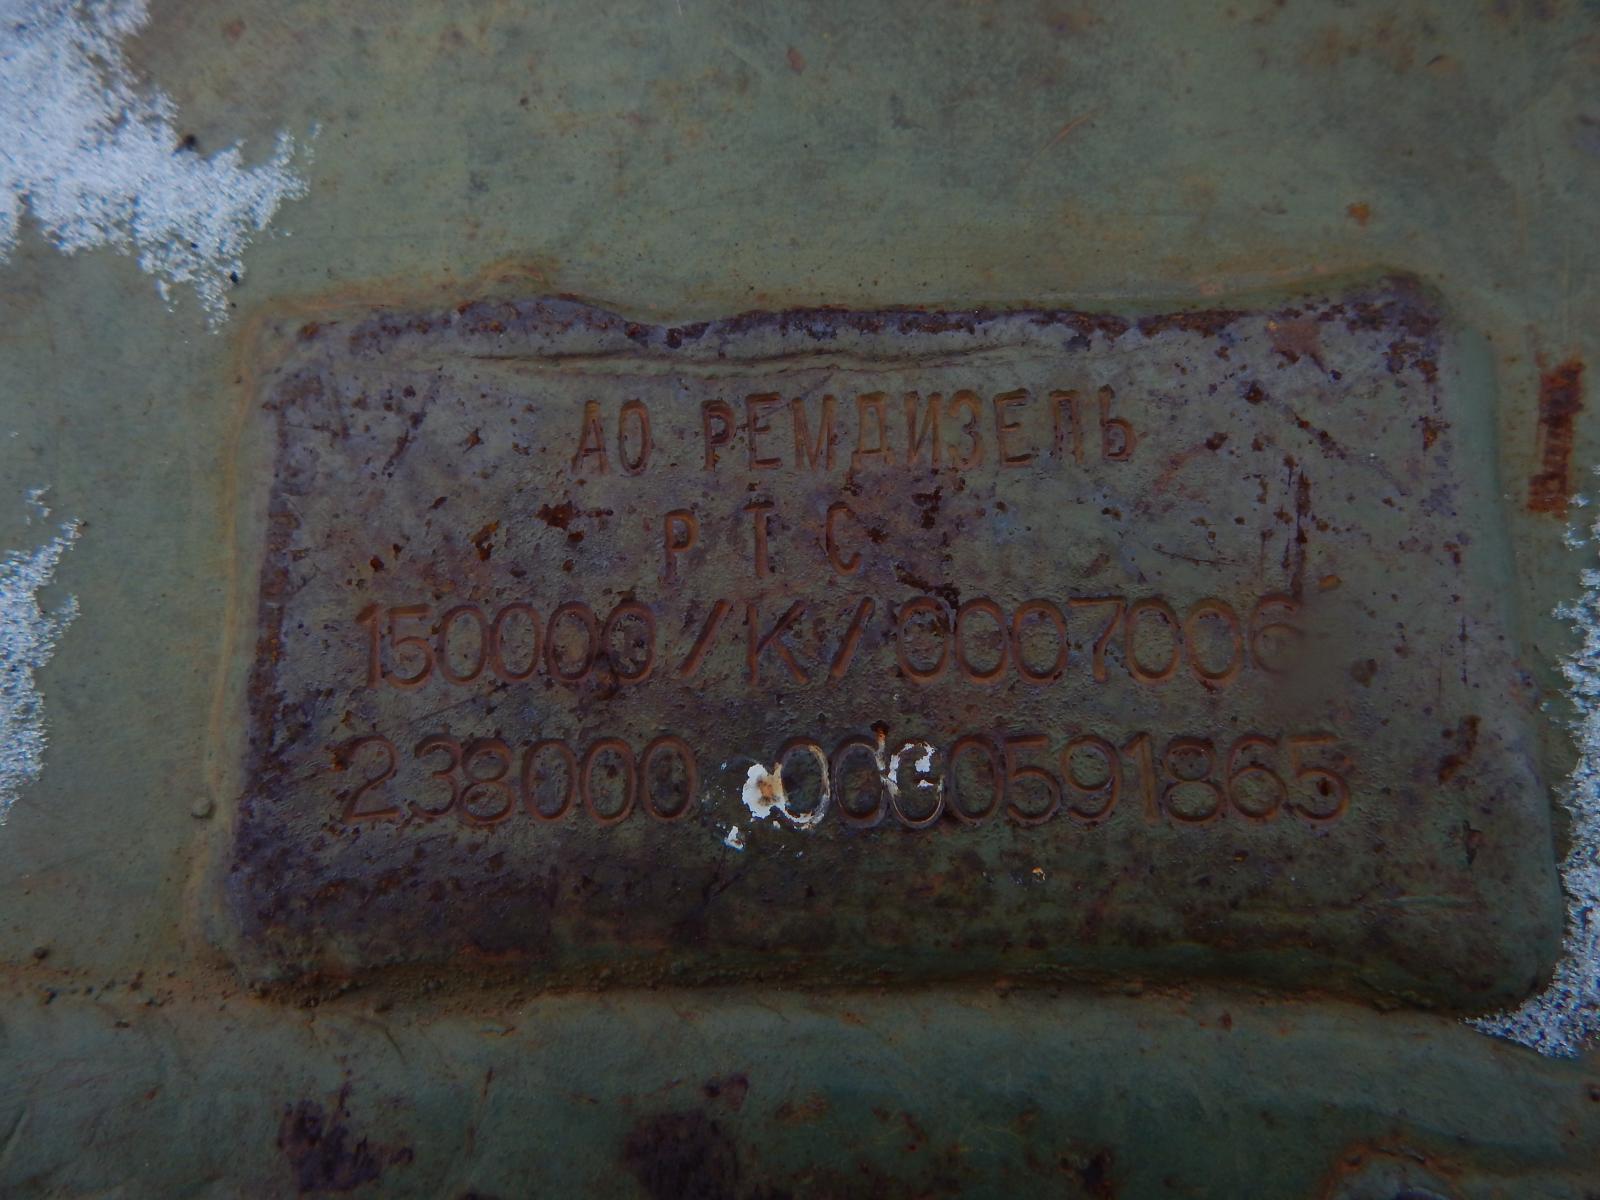 АО РЕМДИЗЕЛЬ
Р Т С
150000/К/0007006
238000 0000591865